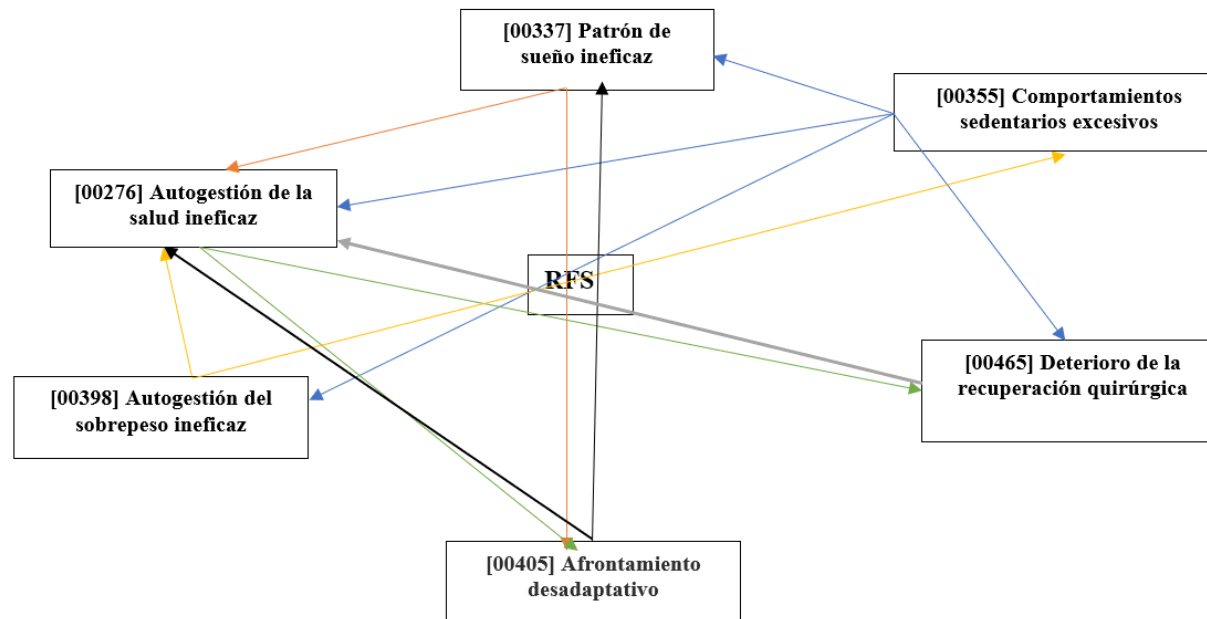 [00337] Patrón de
sueño ineficaz
[00355] Comportamientos
sedentarios excesivos
[00276] Autogestión de la
salud ineficaz
RFS
[00465] Deterioro de la
recuperación quirúrgica
[00398] Autogestión del
sobrepeso ineficaz
[00405] Afrontamiento
desadaptativo